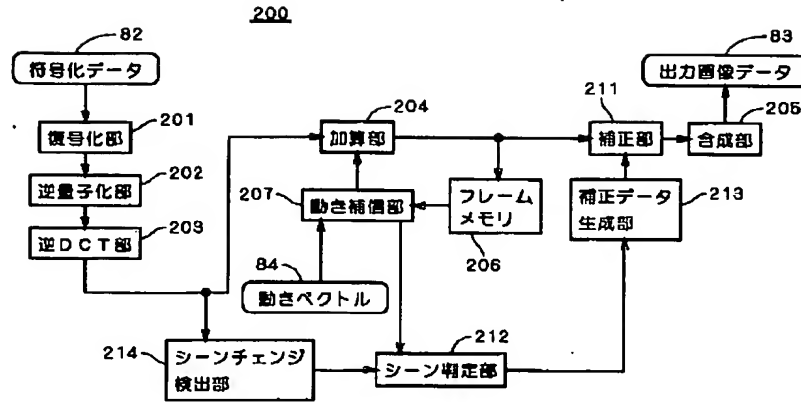 200
82
符号化データ
83
出力画像データ
復号化部
201
204
加算部
211
補正部
合成部
205
逆量子化部
202
207
動き補信部
フレーム
メモリ
206
補正データ
生成部
213
逆DCT部
203
84
動きベクトル
214
シーンチェンジ
検出部
212
シーン判定部